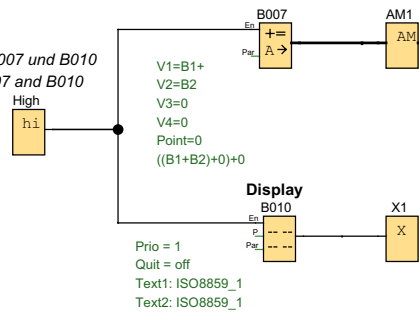 B007
AM1
En
+=
A→
Par
AM
007 und B010
07 and B010
High
hi
V1=B1+
V2=B2
V3=0
V4=0
Point=0
((B1+B2)+0)+0
Display
B010
X1
En
P
Par
X
Prio = 1
Quit = off
Text1: ISO8859_1
Text2: ISO8859_1